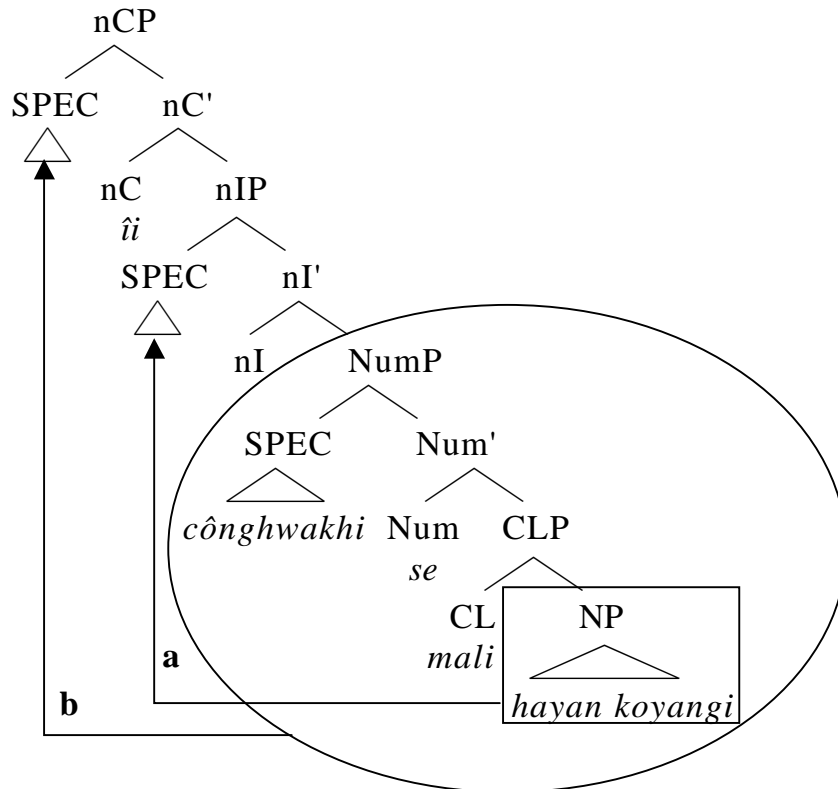 nCP
SPEC nC'
nC nIP
îi
SPEC nI'
nI NumP
SPEC Num'
cônghwakhi Num CLP
se
CL NP
mali
a
b hayan koyangi